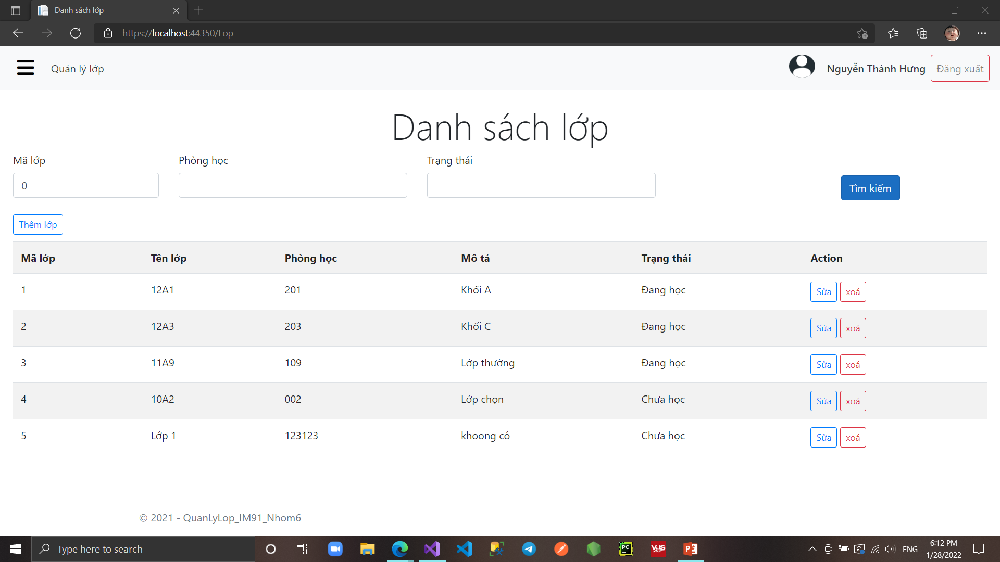 Danh sách lớp
https://localhost:44350/Lop
Quản lý lớp
Nguyễn Thành Hưng
Đăng xuất
Danh sách lớp
Mã lớp Phòng học Trạng thái
0
Tìm kiếm
Thêm lớp
Mã lớp Tên lớp Phòng học Mô tả Trạng thái Action
1 12A1 201 Khối A Đang học Sửa xoá
2 12A3 203 Khối C Đang học Sửa xoá
3 11A9 109 Lớp thường Đang học Sửa xoá
4 10A2 002 Lớp chọn Chưa học Sửa xoá
5 Lớp 1 123123 khoong có Chưa học Sửa xoá
© 2021 - QuanLyLop_IM91_Nhom6
Type here to search
PC
VUS
ENG
6:12 PM
1/28/2022